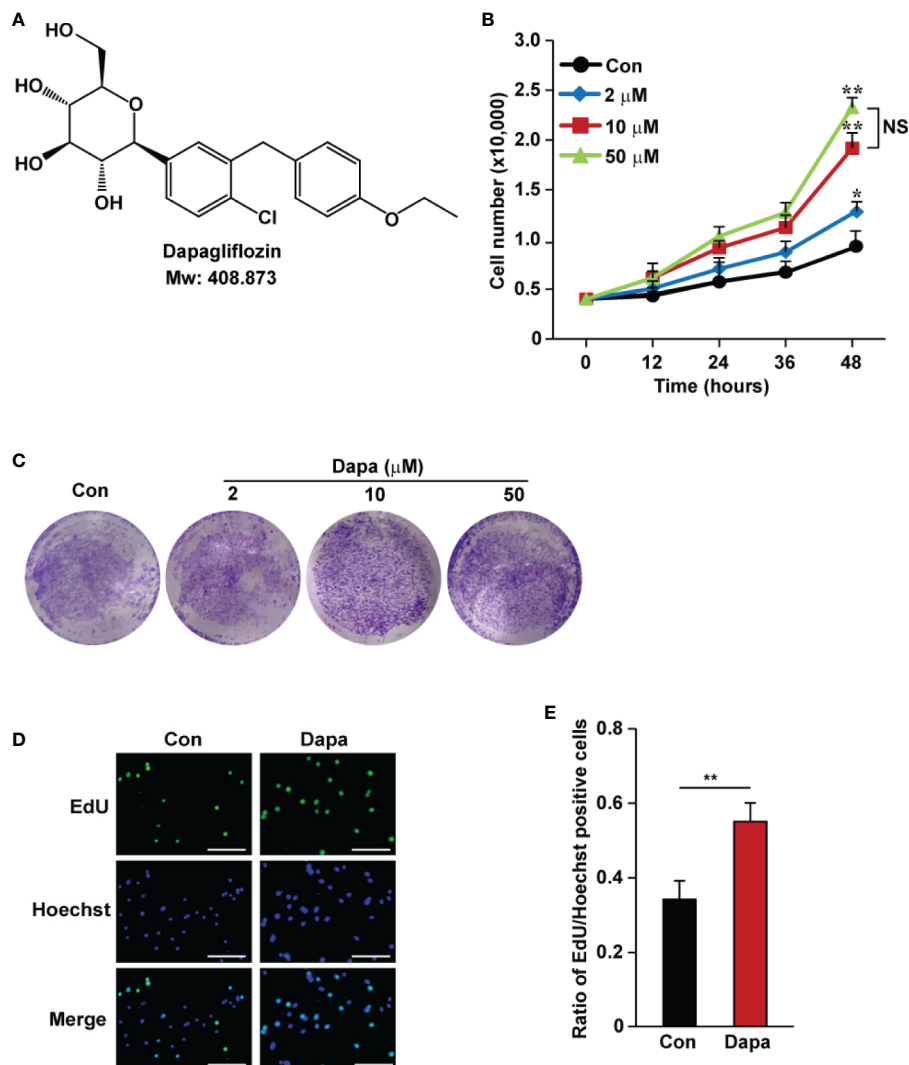 A
HO
HO
O
HO
OH
Cl
O
Dapagliflozin
Mw: 408.873
B
3.0
2.5
2.0
1.5
1.0
0.5
0
Cell number (x10,000)
Con
2 μM
10 μM
50 μM
**
**
NS
*
0 12 24 36 48
Time (hours)
C
Dapa (μM)
Con 2 10 50
D
Con Dapa
EdU
Hoechst
Merge
E
Ratio of EdU/Hoechst positive cells
0.8
0.6
0.4
0.2
0
**
Con Dapa